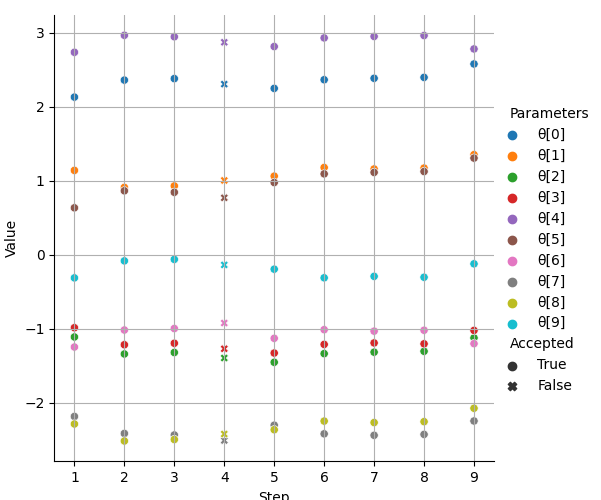 3
2
1
0
−1
−2
Value
1 2 3 4 5 6 7 8 9
Step
Parameters
θ[0]
θ[1]
θ[2]
θ[3]
θ[4]
θ[5]
θ[6]
θ[7]
θ[8]
θ[9]
Accepted
True
False